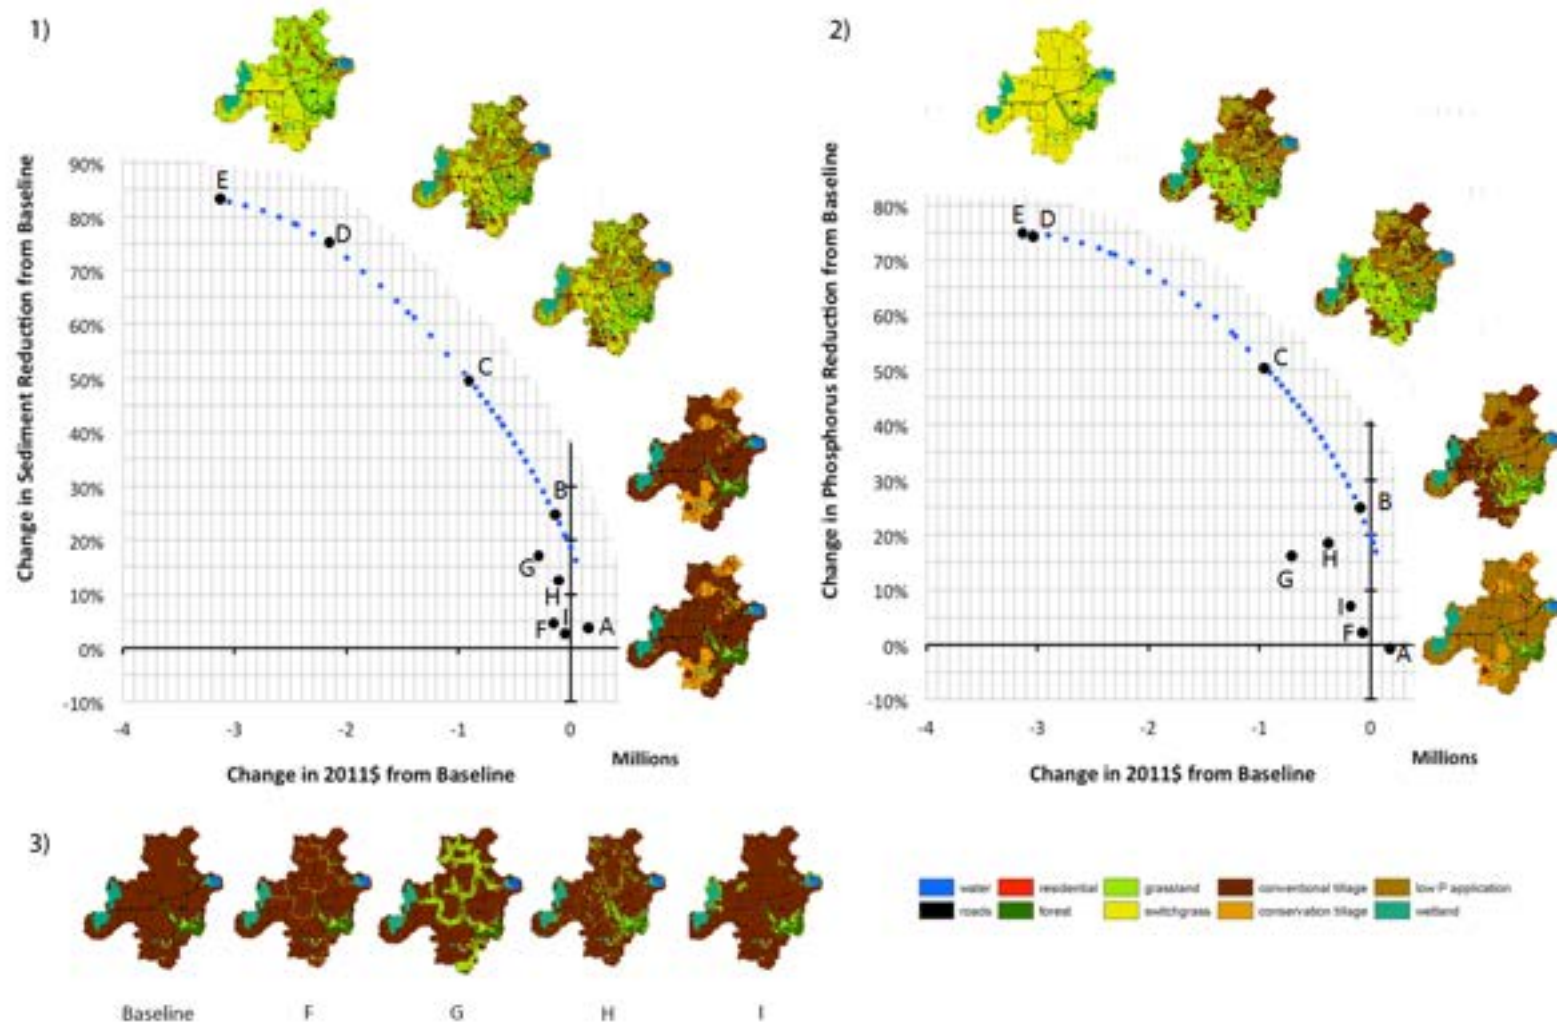 1)
Change in Sediment Reduction from Baseline
90%
80%
70%
60%
50%
40%
30%
20%
10%
0%
-10%
E
D
C
B
G
H
F
I
A
-4
-3
-2
-1
0
Millions
Change in 2011$ from Baseline
2)
Change in Phosphorus Reduction from Baseline
80%
70%
60%
50%
40%
30%
20%
10%
0%
-10%
E
D
C
B
H
G
I
F
A
-4
-3
-2
-1
0
Millions
Change in 2011$ from Baseline
3)
Baseline
F
G
H
I
water
residential
grassland
conventional tillage
low P application
roads
forest
switchgrass
conservation tillage
wetland